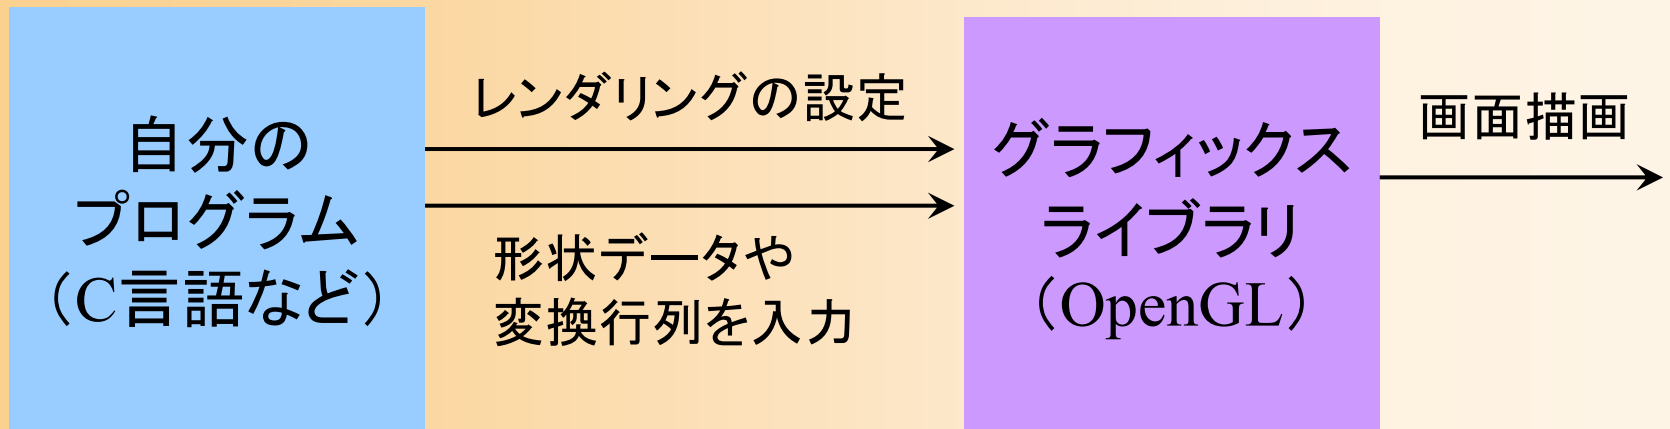 自分の
プログラム
（C言語など）
レンダリングの設定
形状データや
変換行列を入力
グラフィックス
ライブラリ
（OpenGL）
画面描画